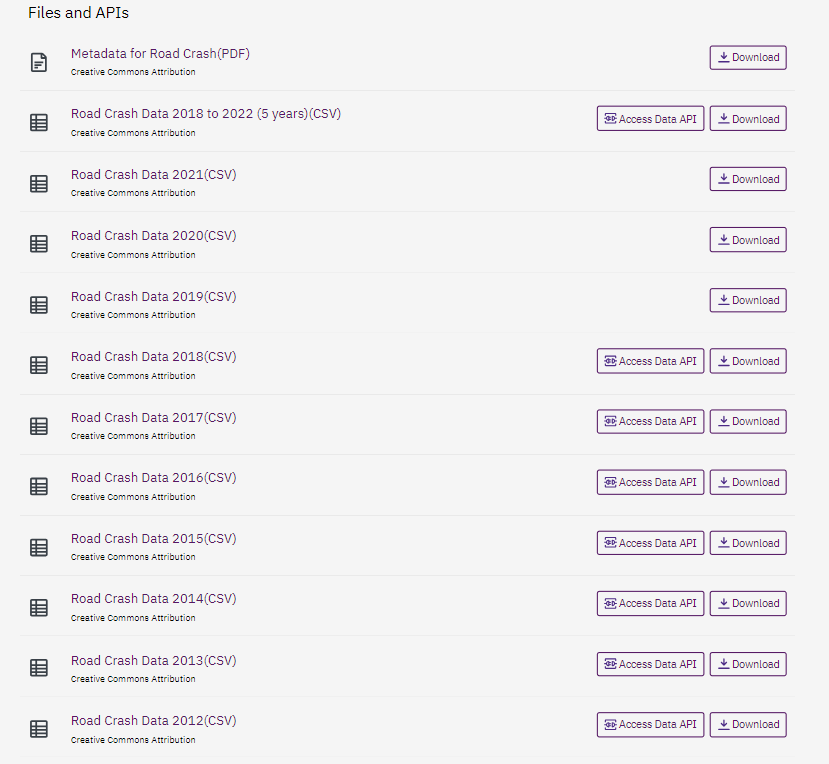 Files and APIs
Metadata for Road Crash(PDF)
Creative Commons Attribution
Download
Road Crash Data 2018 to 2022 (5 years)(CSV)
Creative Commons Attribution
Access Data API
Download
Road Crash Data 2021(CSV)
Creative Commons Attribution
Download
Road Crash Data 2020(CSV)
Creative Commons Attribution
Download
Road Crash Data 2019(CSV)
Creative Commons Attribution
Download
Road Crash Data 2018(CSV)
Creative Commons Attribution
Access Data API
Download
Road Crash Data 2017(CSV)
Creative Commons Attribution
Access Data API
Download
Road Crash Data 2016(CSV)
Creative Commons Attribution
Access Data API
Download
Road Crash Data 2015(CSV)
Creative Commons Attribution
Access Data API
Download
Road Crash Data 2014(CSV)
Creative Commons Attribution
Access Data API
Download
Road Crash Data 2013(CSV)
Creative Commons Attribution
Access Data API
Download
Road Crash Data 2012(CSV)
Creative Commons Attribution
Access Data API
Download